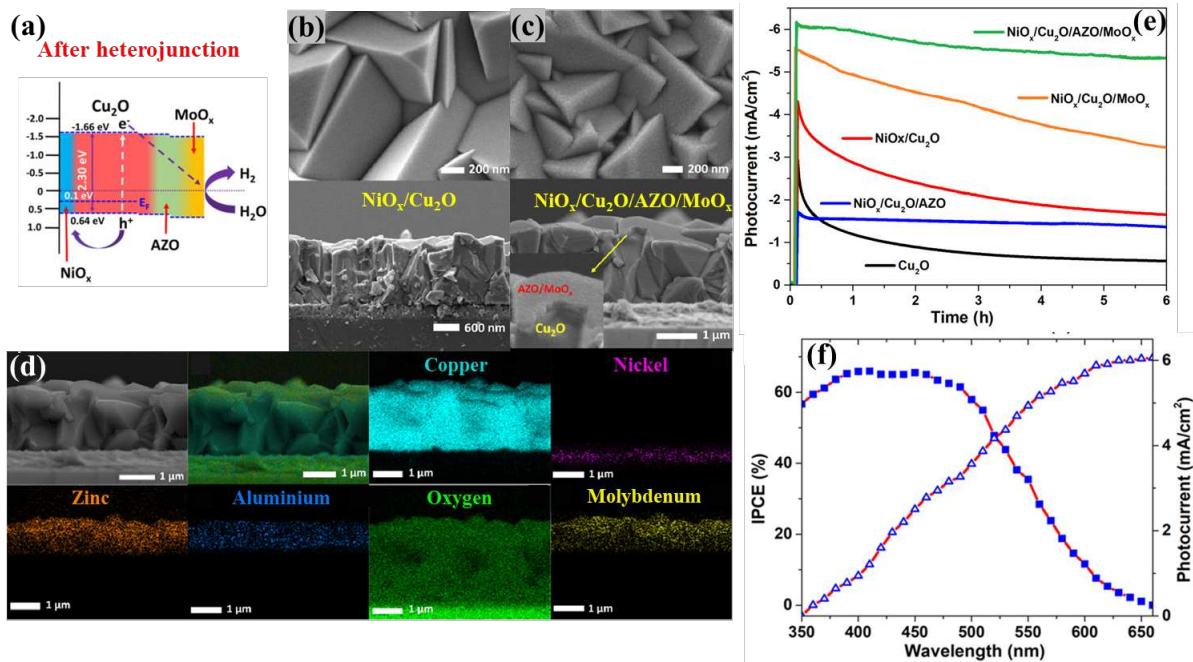 (a)
After heterojunction
Cu₂O
MoₓO
-2.0
-1.5
-1.0
-0.5
0
0.5
1.0
-1.66 eV
e⁻
2.30 eV
0.1 eV
E_F
0.64 eV
h⁺
H₂
H₂O
AZO
NiOₓ
(b)
200 nm
NiOₓ/Cu₂O
600 nm
(c)
200 nm
NiOₓ/Cu₂O/AZO/MoOₓ
AZO/MoOₓ
Cu₂O
1 µm
(d)
1 µm
1 µm
Copper
1 µm
Nickel
1 µm
Zinc
1 µm
Aluminium
1 µm
Oxygen
1 µm
Molybdenum
1 µm
(e)
Photocurrent (mA/cm²)
-6
-5
-4
-3
-2
-1
0
NiOₓ/Cu₂O/AZO/MoOₓ
NiOₓ/Cu₂O/MoOₓ
NiOx/Cu₂O
NiOₓ/Cu₂O/AZO
Cu₂O
0 1 2 3 4 5 6
Time (h)
(f)
IPCE (%)
60
40
20
0
Photocurrent (mA/cm²)
6
4
2
0
350 400 450 500 550 600 650
Wavelength (nm)